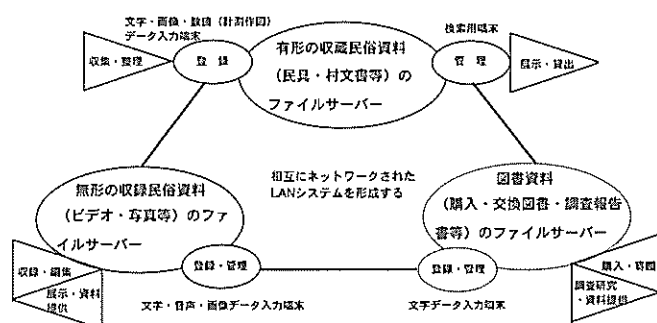 文字・画像・数値(計測作図)
データ入力端末
収集・整理
登 録
有形の収蔵民俗資料
(民具・村文書等)の
ファイルサーバー
検索用端末
管 理
展示・貸出
相互にネットワークされた
LANシステムを形成する
無形の収録民俗資料
(ビデオ・写真等)のファ
イルサーバー
登録・管理
収録・編集
展示・資料
提供
文字・音声・画像データ入力端末
図書資料
(購入・交換図書・調査報告
書等)のファイルサーバー
登録・管理
文字データ入力端末
購入・寄贈
調査研究
・資料提供